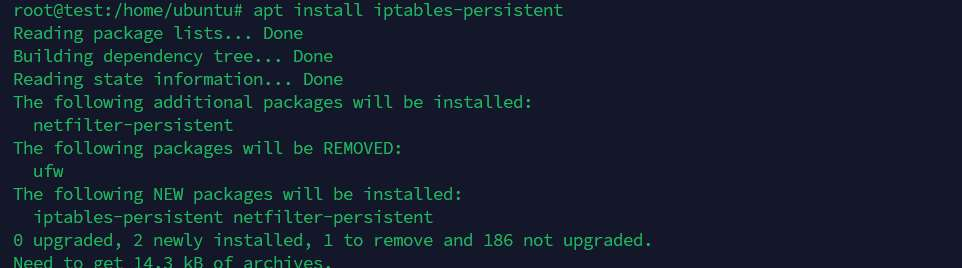 root@test:/home/ubuntu# apt install iptables-persistent
Reading package lists... Done
Building dependency tree... Done
Reading state information... Done
The following additional packages will be installed:
  netfilter-persistent
The following packages will be REMOVED:
  ufw
The following NEW packages will be installed:
  iptables-persistent netfilter-persistent
0 upgraded, 2 newly installed, 1 to remove and 186 not upgraded.
Need to get 14.3 kB of archives.